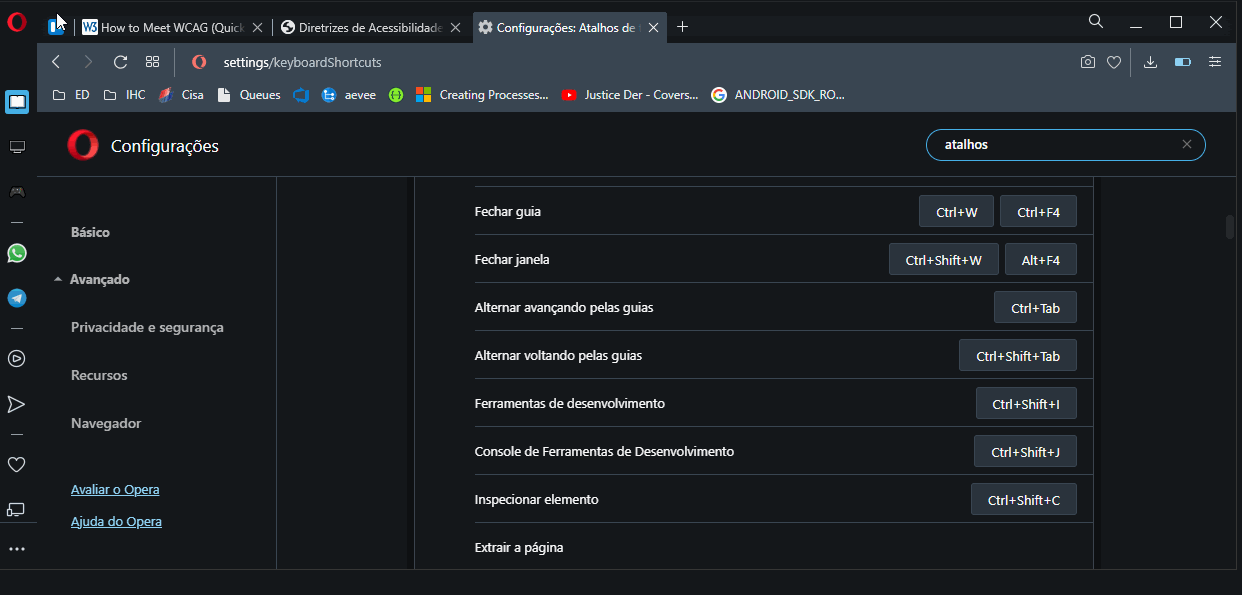 How to Meet WCAG (Quick
Diretrizes de Acessibilidade
Configurações: Atalhos de
settings/keyboardShortcuts
ED
IHC
Cisa
Queues
aevee
Creating Processes...
Justice Der - Covers...
ANDROID_SDK_RO...
Configurações
atalhos
Básico
Avançado
Privacidade e segurança
Recursos
Navegador
Avaliar o Opera
Ajuda do Opera
Fechar guia Ctrl+W Ctrl+F4
Fechar janela Ctrl+Shift+W Alt+F4
Alternar avançando pelas guias Ctrl+Tab
Alternar voltando pelas guias Ctrl+Shift+Tab
Ferramentas de desenvolvimento Ctrl+Shift+I
Console de Ferramentas de Desenvolvimento Ctrl+Shift+J
Inspecionar elemento Ctrl+Shift+C
Extrair a página